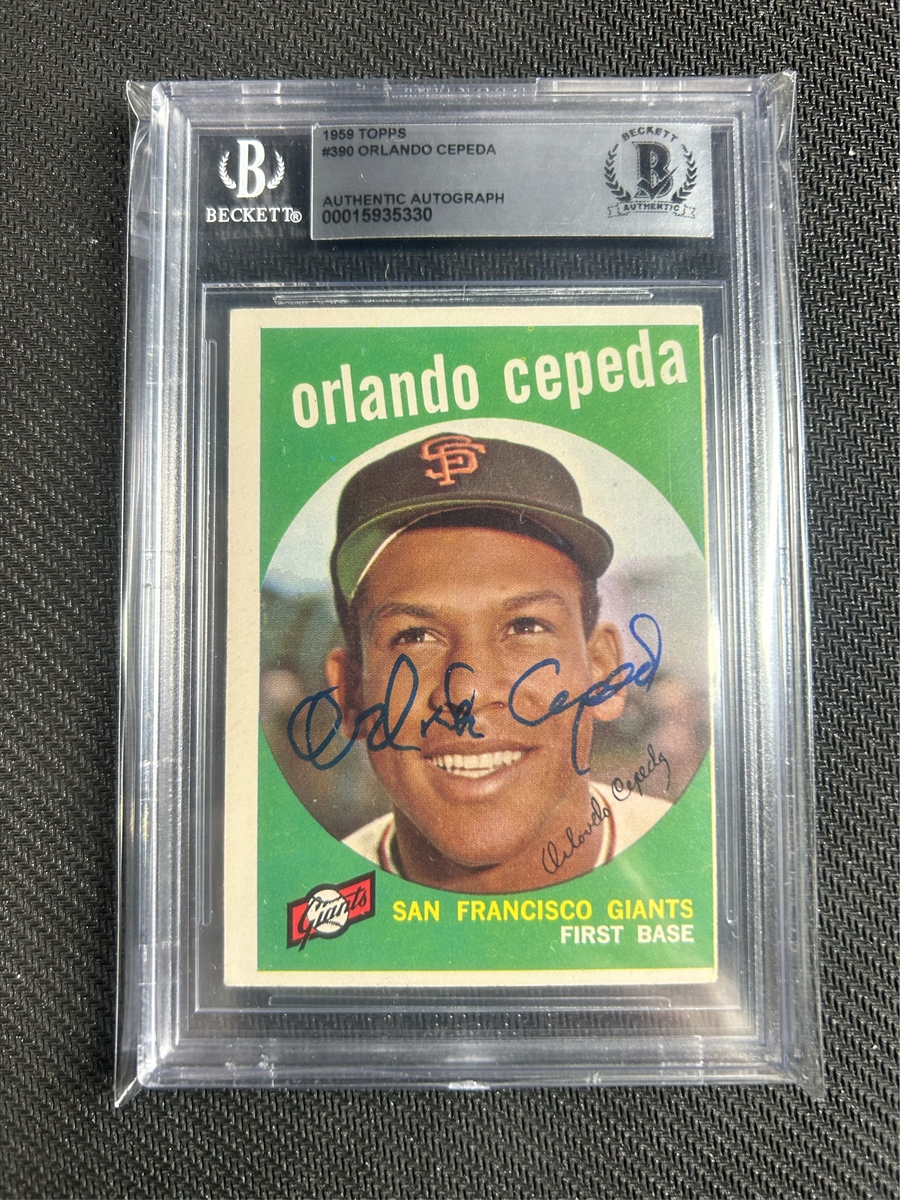 1959 TOPPS
#390 ORLANDO CEPEDA
AUTHENTIC AUTOGRAPH
00015935330
B
BECKETT®
BECKETT
B
AUTHENTIC
orlando cepeda
SF
Orlando Cepeda
Orlando Cepeda
Giants
SAN FRANCISCO GIANTS
FIRST BASE